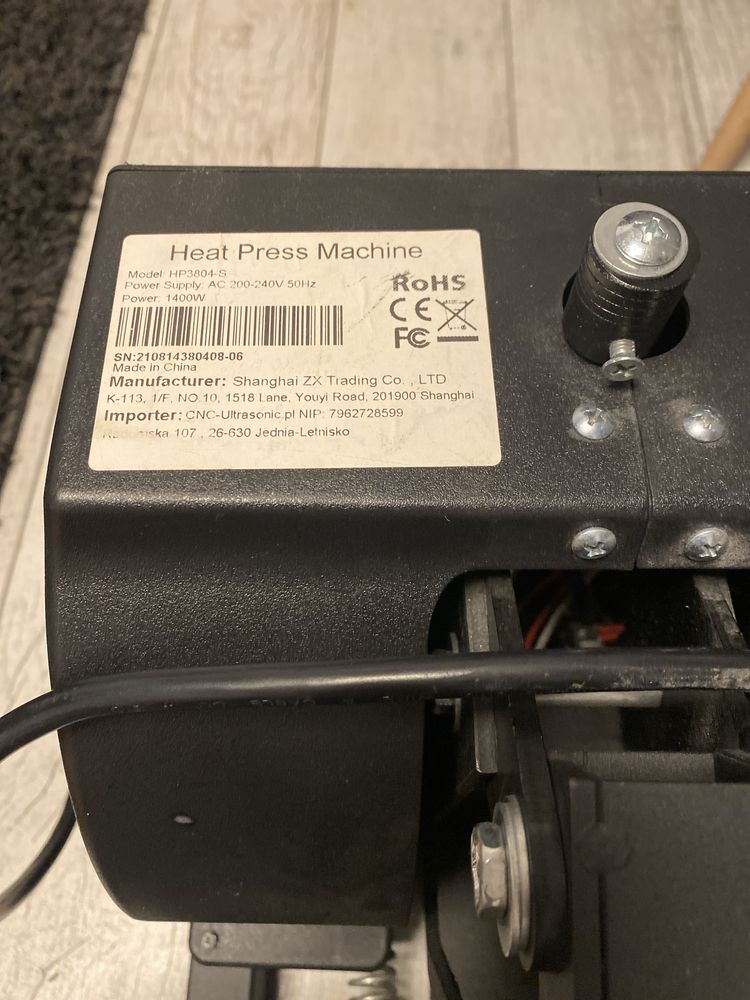 Heat Press Machine
Model: HP3804-S
Power Supply: AC 200-240V 50Hz
Power: 1400W
RoHS
CE
FC
SN:210814380408-06
Made in China
Manufacturer: Shanghai ZX Trading Co. , LTD
K-113, 1/F, NO.10, 1518 Lane, Youyi Road, 201900 Shanghai
Importer: CNC-Ultrasonic.pl NIP: 7962728599
107 , 26-630 Jednia-Letnisko